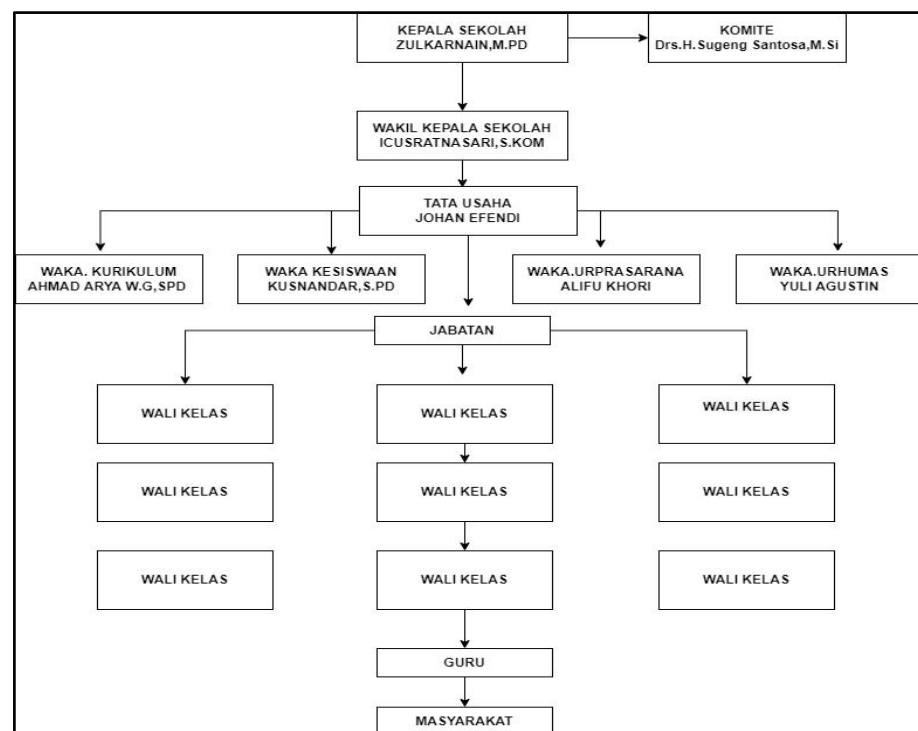 KEPALA SEKOLAH
ZULKARNAIN,M.PD
KOMITE
Drs.H.Sugeng Santosa,M.Si
WAKIL KEPALA SEKOLAH
ICUSRATNASARI,S.KOM
TATA USAHA
JOHAN EFENDI
WAKA. KURIKULUM
AHMAD ARYA W.G,SPD
WAKA KESISWAAN
KUSNANDAR,S.PD
WAKA.URPRASARANA
ALIFU KHORI
WAKA.URHUMAS
YULI AGUSTIN
JABATAN
WALI KELAS
WALI KELAS
WALI KELAS
WALI KELAS
WALI KELAS
WALI KELAS
WALI KELAS
WALI KELAS
WALI KELAS
GURU
MASYARAKAT